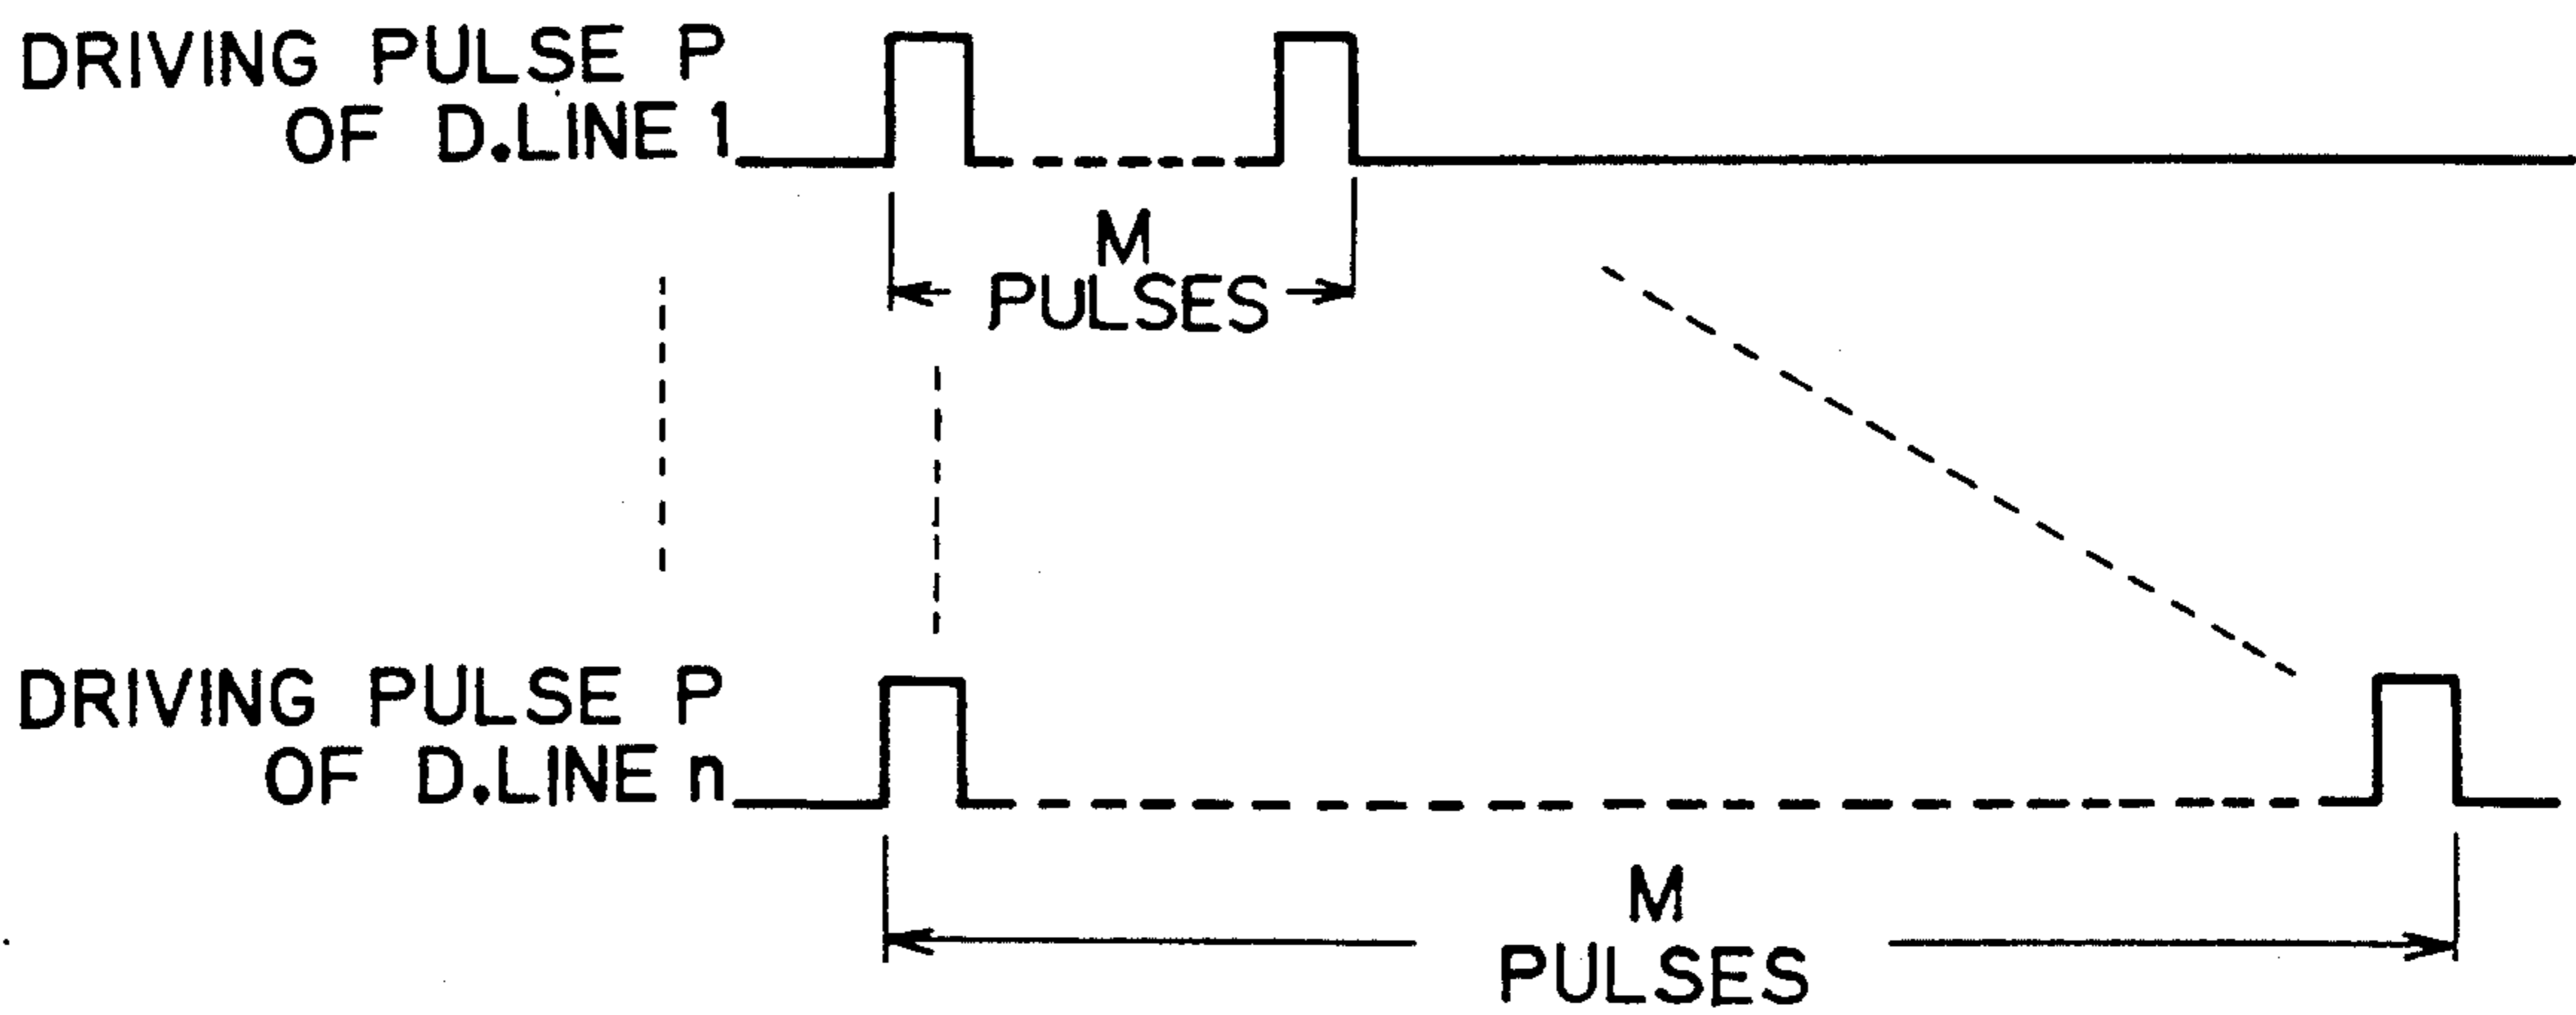 DRIVING PULSE P
OF D.LINE 1
M
PULSES
DRIVING PULSE P
OF D.LINE n
M
PULSES